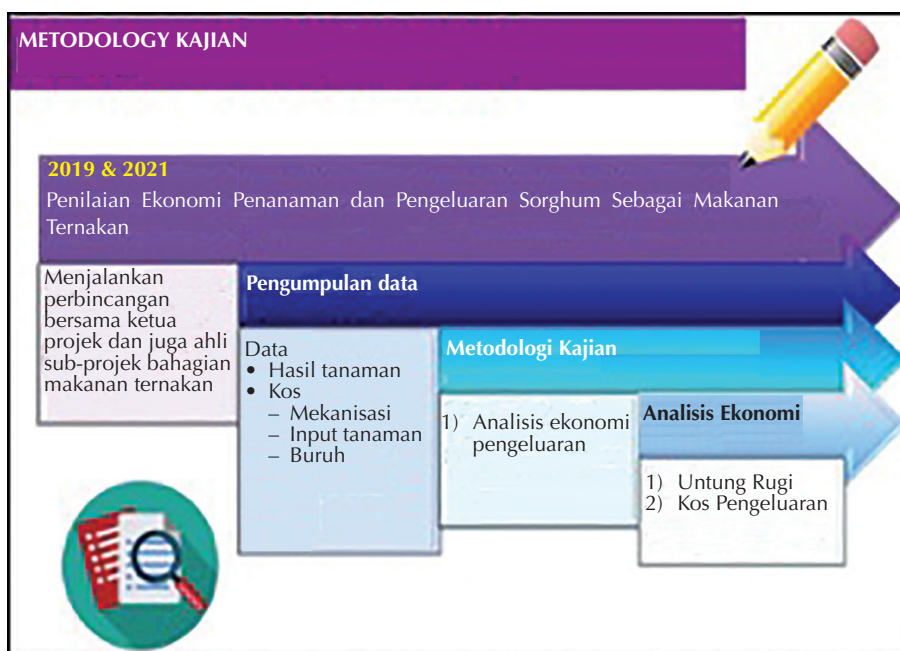 METODOLOGY KAJIAN
2019 & 2021
Penilaian Ekonomi Penanaman dan Pengeluaran Sorghum Sebagai Makanan
Ternakan
Menjalankan
perbincangan
bersama ketua
projek dan juga ahli
sub-projek bahagian
makanan ternakan
Pengumpulan data
Data
• Hasil tanaman
• Kos
– Mekanisasi
– Input tanaman
– Buruh
Metodologi Kajian
1) Analisis ekonomi
pengeluaran
Analisis Ekonomi
1) Untung Rugi
2) Kos Pengeluaran